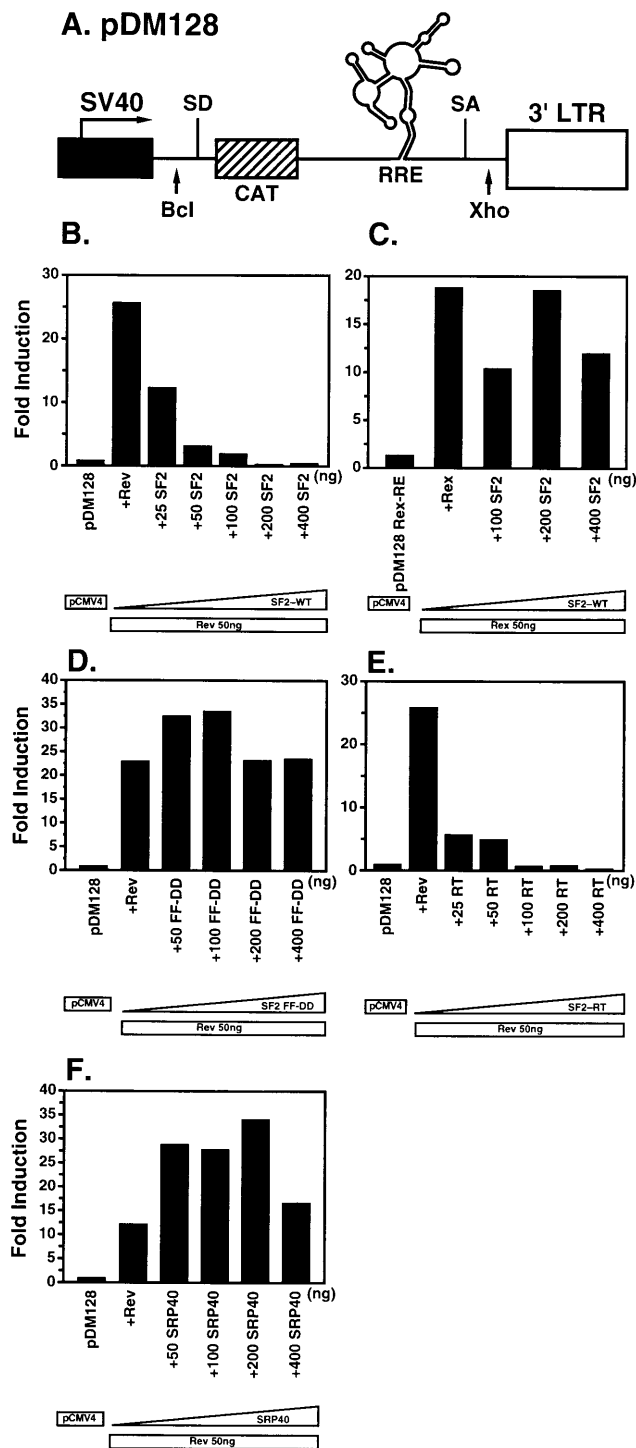 A. pDM128
SV40
SD
SA
3' LTR
Bcl
CAT
RRE
Xho
B.
Fold Induction
30
25
20
15
10
5
0
pDM128
+Rev
+25 SF2
+50 SF2
+100 SF2
+200 SF2
+400 SF2
(ng)
pCMV4
SF2–WT
Rev 50ng
C.
20
15
10
5
0
pDM128 Rex-RE
+Rex
+100 SF2
+200 SF2
+400 SF2
(ng)
pCMV4
SF2–WT
Rex 50ng
D.
Fold Induction
40
35
30
25
20
15
10
5
0
pDM128
+Rev
+50 FF-DD
+100 FF-DD
+200 FF-DD
+400 FF-DD
(ng)
pCMV4
SF2 FF-DD
Rev 50ng
E.
30
20
10
0
pDM128
+Rev
+25 RT
+50 RT
+100 RT
+200 RT
+400 RT
(ng)
pCMV4
SF2–RT
Rev 50ng
F.
Fold Induction
40
35
30
25
20
15
10
5
0
pDM128
+Rev
+50 SRP40
+100 SRP40
+200 SRP40
+400 SRP40
(ng)
pCMV4
SRP40
Rev 50ng